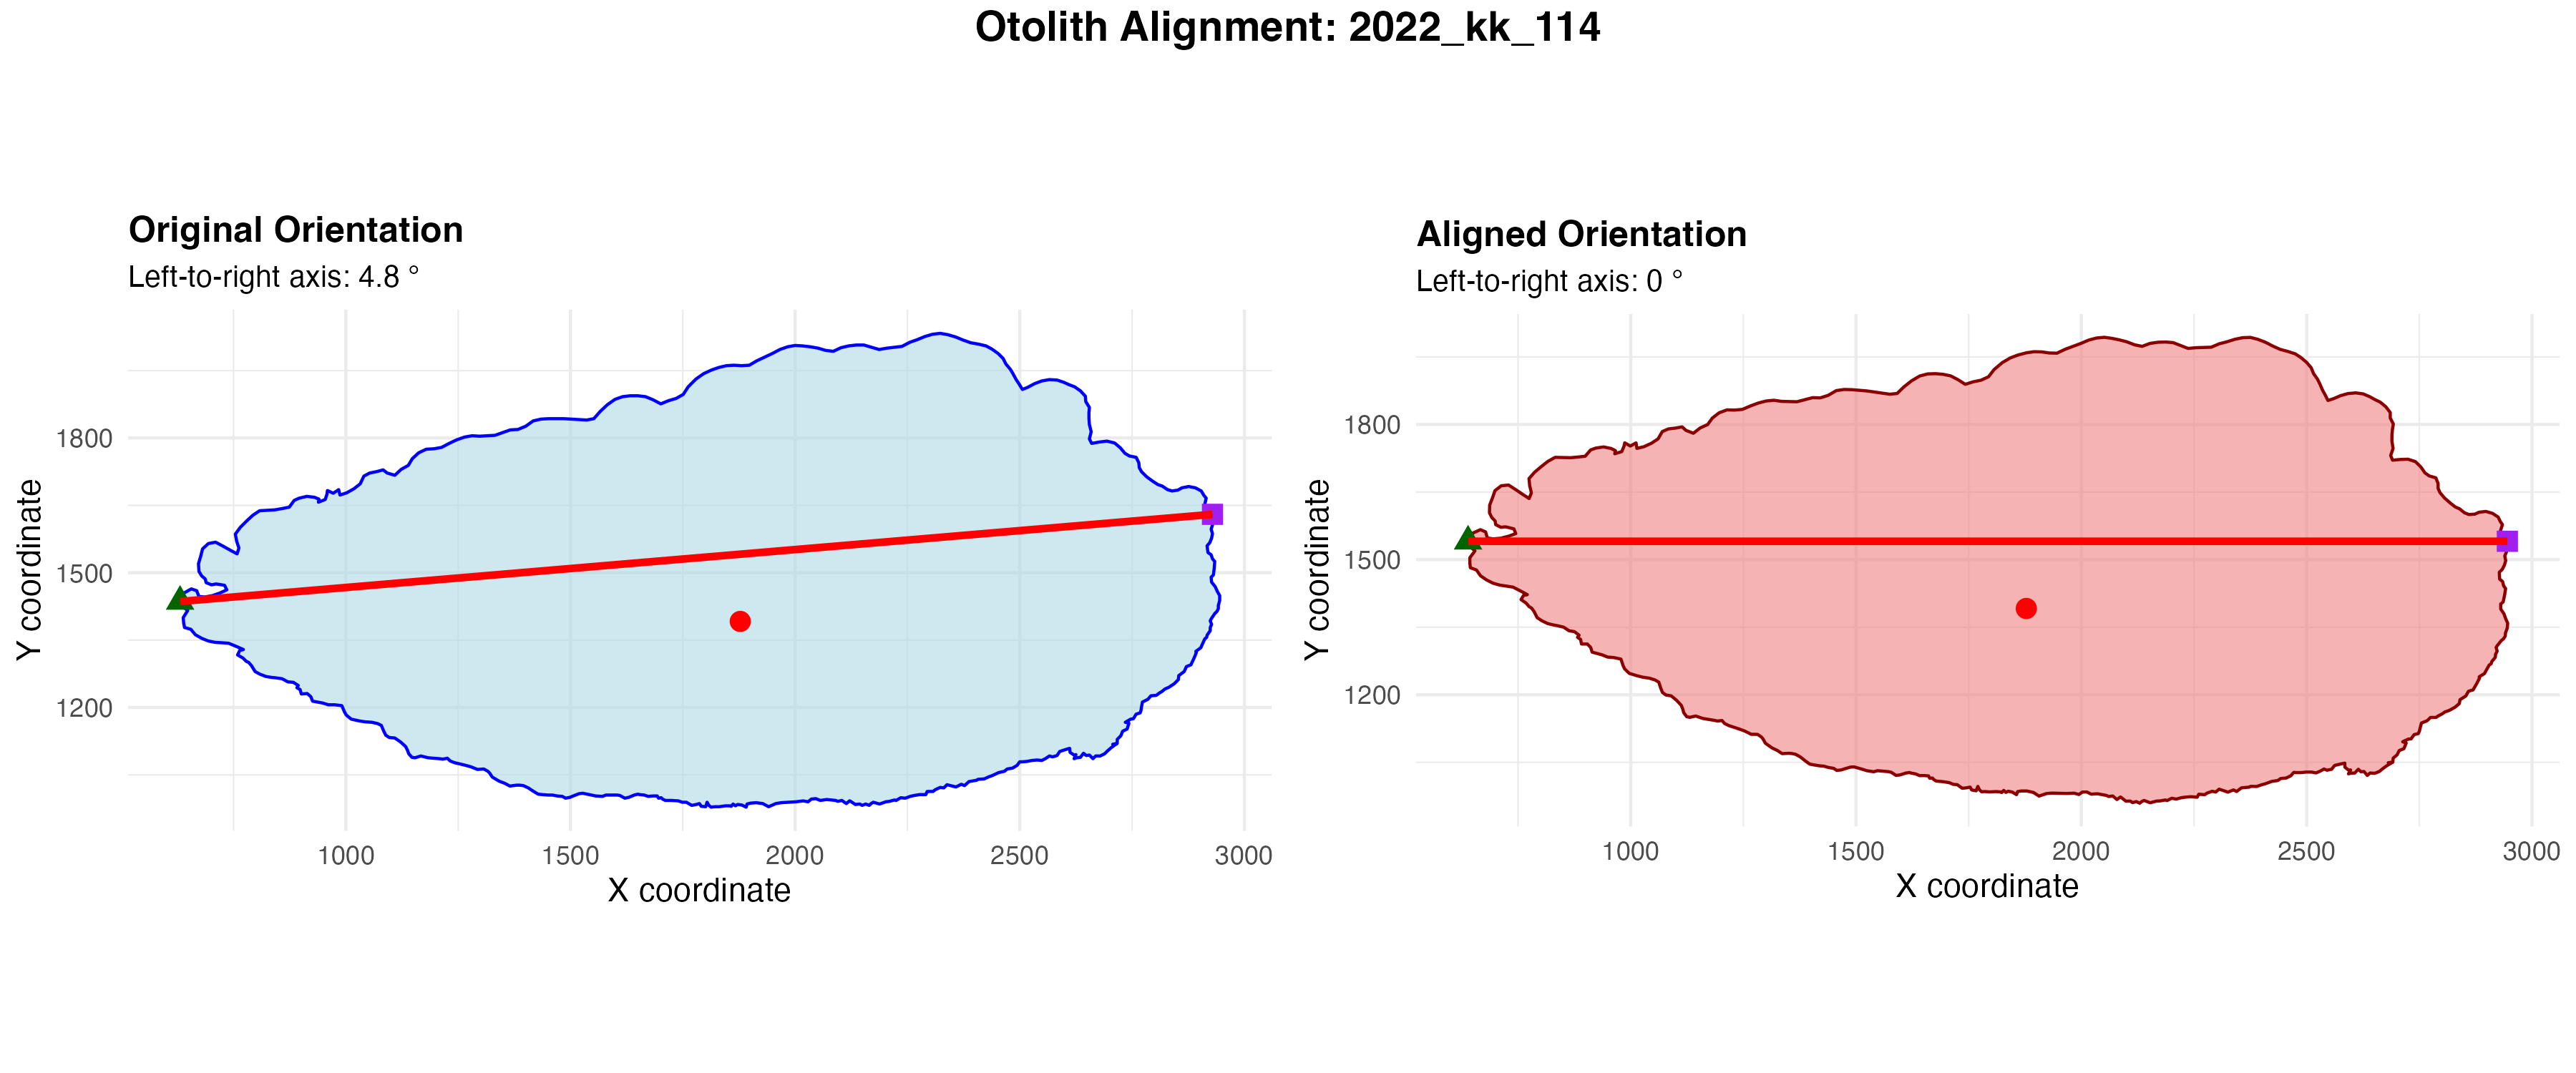 Otolith Alignment: 2022_kk_114
Original Orientation
Left-to-right axis: 4.8 °
Y coordinate
1800
1500
1200
1000 1500 2000 2500 3000
X coordinate
Aligned Orientation
Left-to-right axis: 0 °
Y coordinate
1800
1500
1200
1000 1500 2000 2500 3000
X coordinate